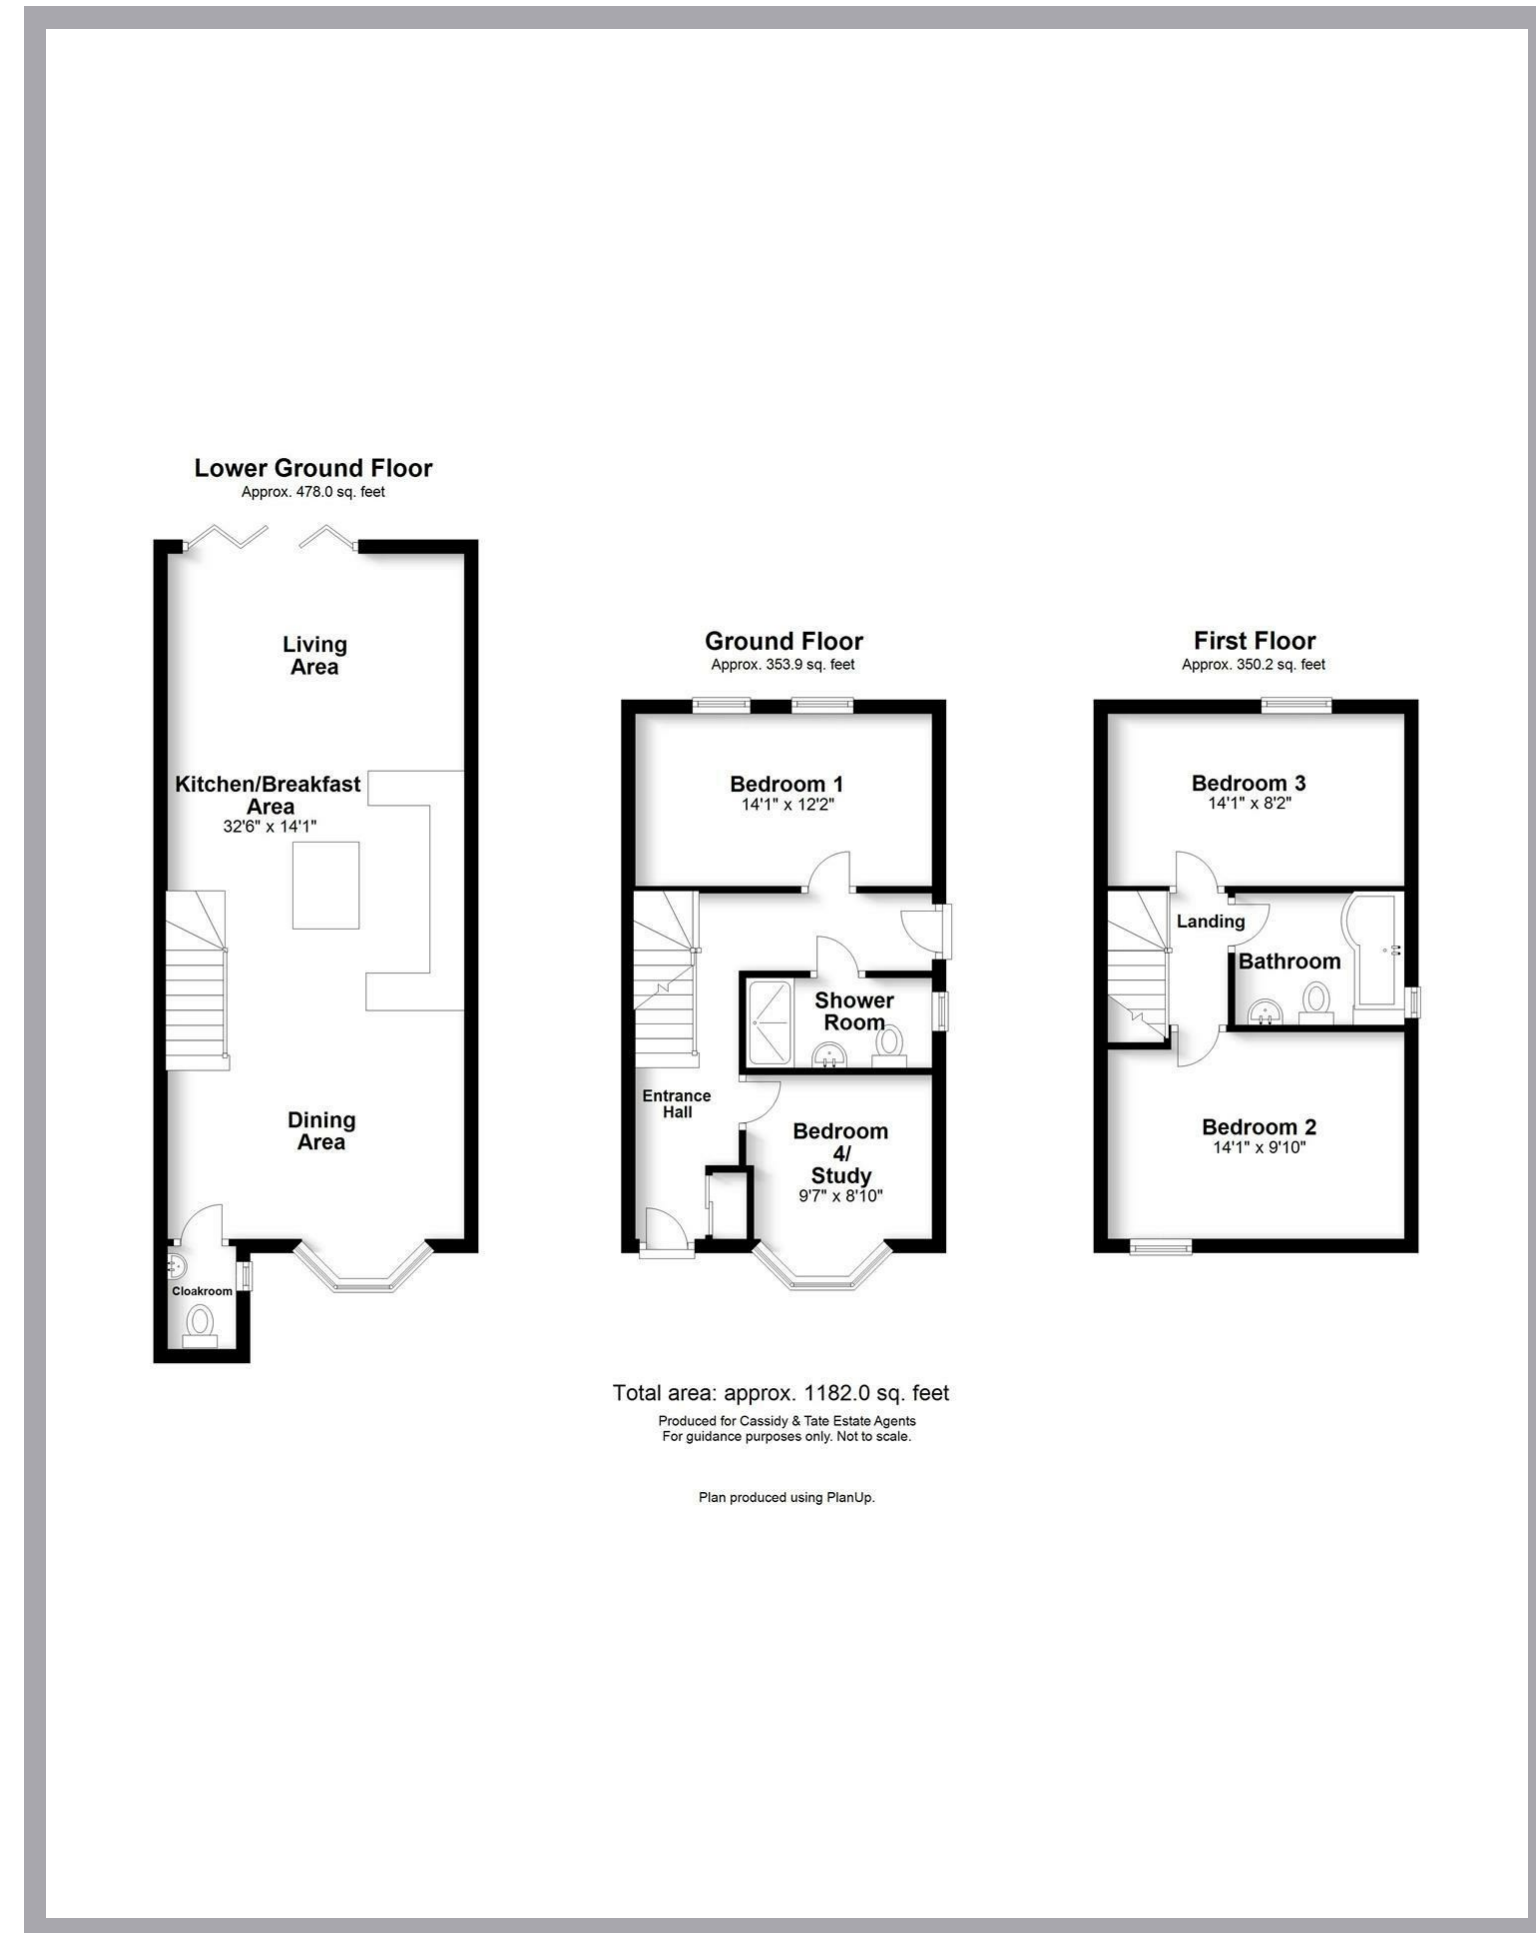 Lower Ground Floor
Approx. 478.0 sq. feet
Living
Area
Kitchen/Breakfast
Area
32'6" x 14'1"
Dining
Area
Cloakroom
Ground Floor
Approx. 353.9 sq. feet
Bedroom 1
14'1" x 12'2"
Shower
Room
Entrance
Hall
Bedroom
4/
Study
9'7" x 8'10"
First Floor
Approx. 350.2 sq. feet
Bedroom 3
14'1" x 8'2"
Landing
Bathroom
Bedroom 2
14'1" x 9'10"
Total area: approx. 1182.0 sq. feet
Produced for Cassidy & Tate Estate Agents
For guidance purposes only. Not to scale.
Plan produced using PlanUp.